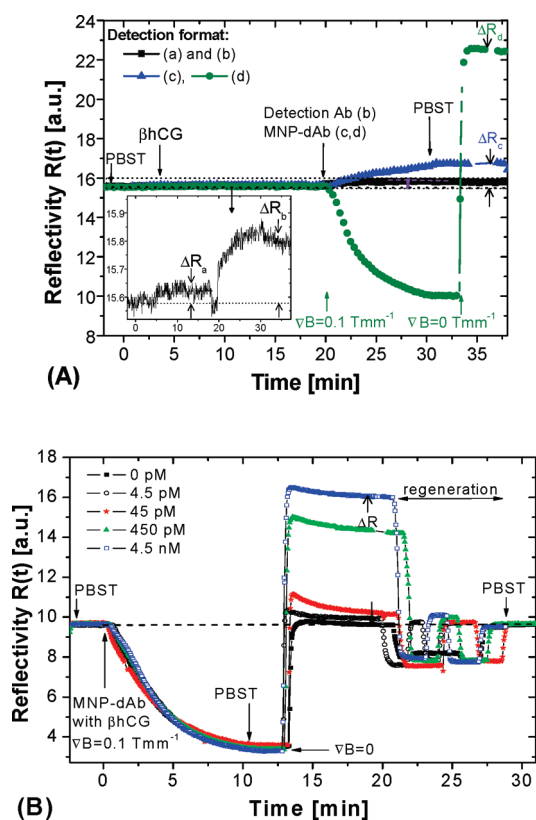 Detection format:
(a) and (b)
(c), (d)
PBST
βhCG
Detection Ab (b)
MNP-dAb (c,d)
PBST
ΔR_d
ΔR_c
ΔR_a
ΔR_b
15.9
15.8
15.7
15.6
0 10 20 30
∇B=0.1 Tmm⁻¹
∇B=0 Tmm⁻¹
24
22
20
18
16
14
12
10
8
Reflectivity R(t) [a.u.]
0 5 10 15 20 25 30 35
Time [min]
(A)
18
16
14
12
10
8
6
4
Reflectivity R(t) [a.u.]
0 pM
4.5 pM
45 pM
450 pM
4.5 nM
PBST
MNP-dAb
with βhCG
∇B=0.1 Tmm⁻¹
PBST
∇B=0
ΔR
regeneration
PBST
0 5 10 15 20 25 30
Time [min]
(B)